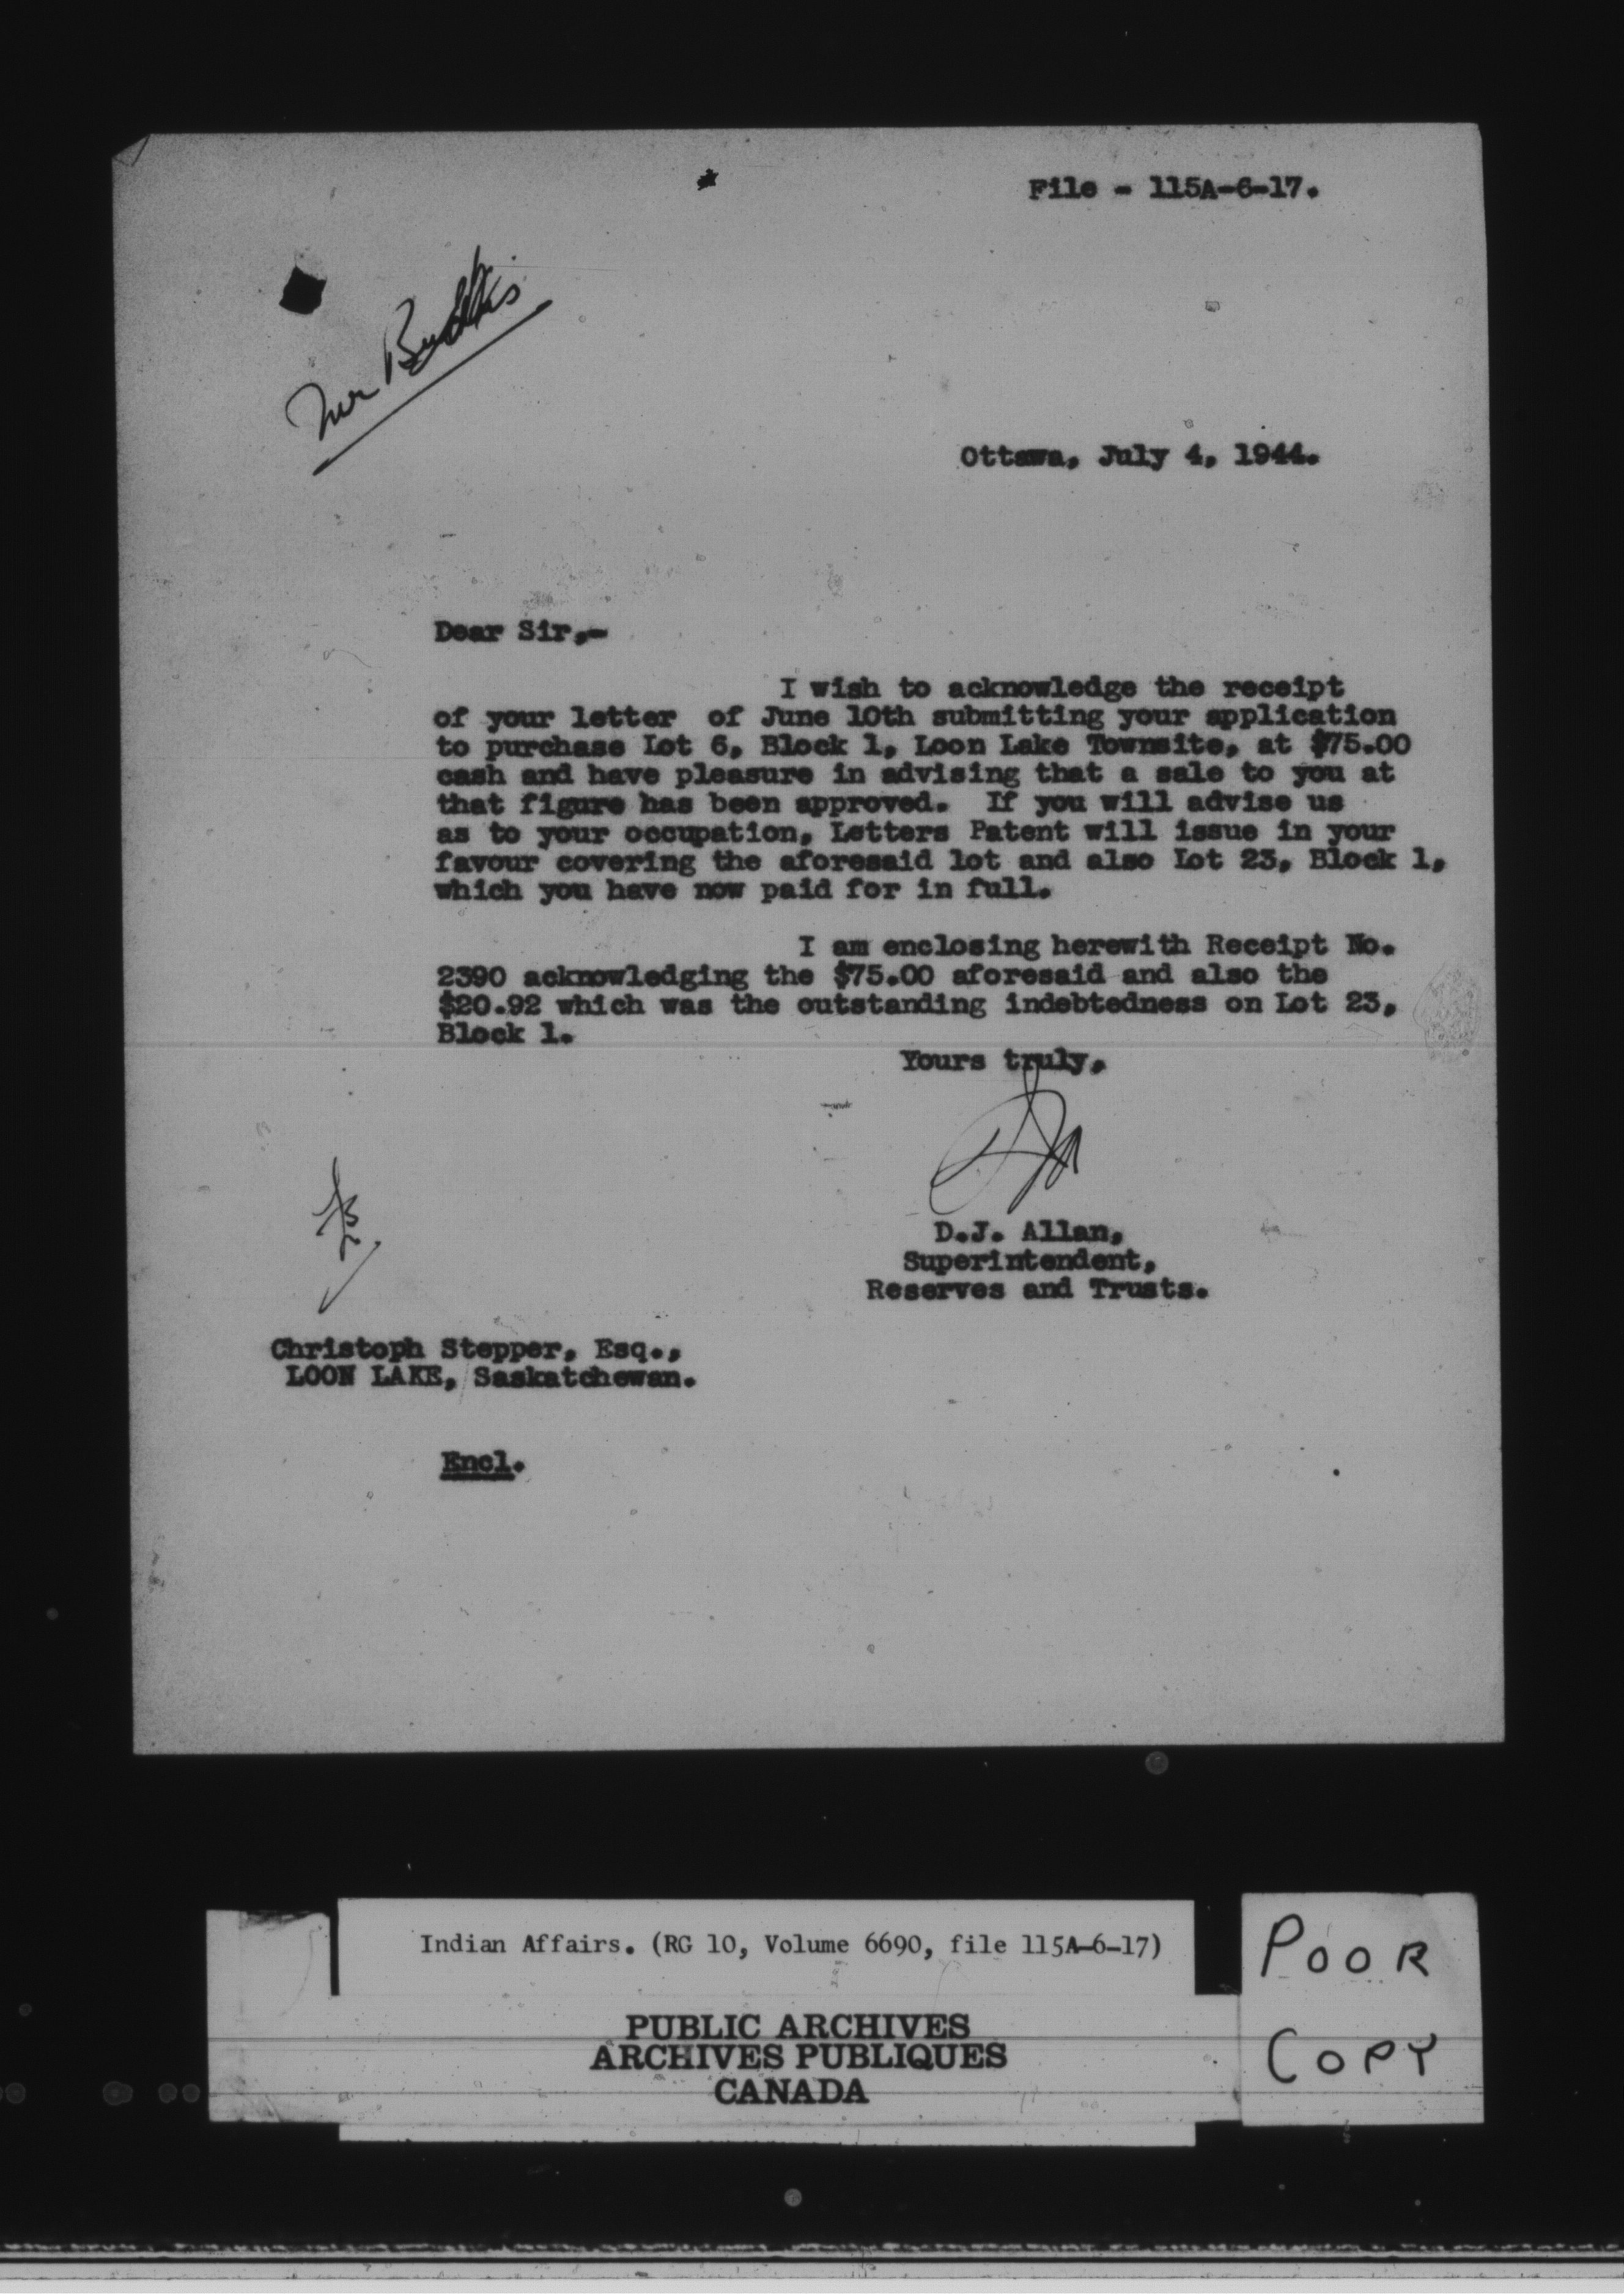 File - 115A-6-17.
Ottawa, July 4, 1944.
Dear Sir,-
I wish to acknowledge the receipt
of your letter of June 10th submitting your application
to purchase Lot 6, Block 1, Loon Lake Townsite, at $75.00
cash and have pleasure in advising that a sale to you at
that figure has been approved. If you will advise us
as to your occupation, Letters Patent will issue in your
favour covering the aforesaid lot and also Lot 23, Block 1,
which you have now paid for in full.
I am enclosing herewith Receipt No.
2390 acknowledging the $75.00 aforesaid and also the
$20.92 which was the outstanding indebtedness on Lot 23,
Block 1.
Yours truly,
D.J. Allan,
Superintendent,
Reserves and Trusts.
Christoph Stepper, Esq.,
LOON LAKE, Saskatchewan.
Encl.
Indian Affairs. (RG 10, Volume 6690, file 115A-6-17)
PUBLIC ARCHIVES
ARCHIVES PUBLIQUES
CANADA
POOR
COPY